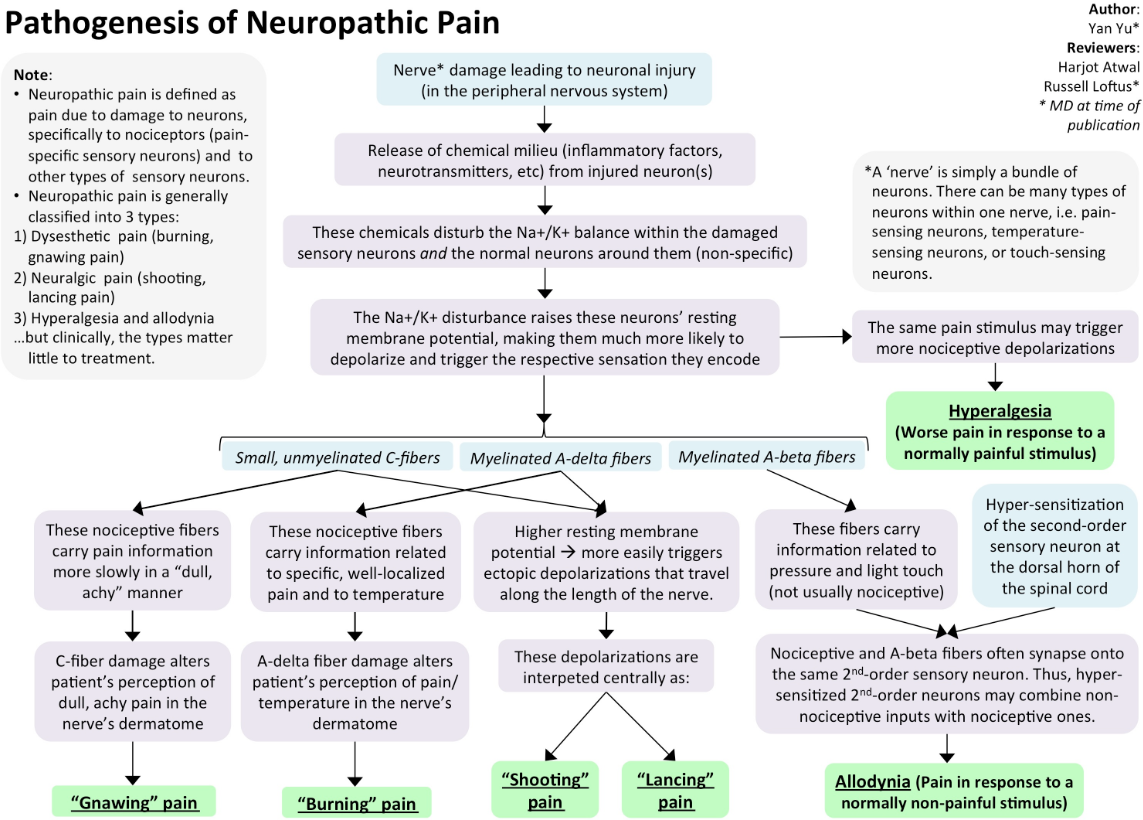 Pathogenesis of Neuropathic Pain
Author:
Yan Yu*
Reviewers:
Harjot Atwal
Russell Loftus*
* MD at time of
publication
Note:
• Neuropathic pain is defined as
pain due to damage to neurons,
specifically to nociceptors (pain-
specific sensory neurons) and to
other types of sensory neurons.
• Neuropathic pain is generally
classified into 3 types:
1) Dysesthetic pain (burning,
gnawing pain)
2) Neuralgic pain (shooting,
lancing pain)
3) Hyperalgesia and allodynia
...but clinically, the types matter
little to treatment.
Nerve* damage leading to neuronal injury
(in the peripheral nervous system)
Release of chemical milieu (inflammatory factors,
neurotransmitters, etc) from injured neuron(s)
These chemicals disturb the Na+/K+ balance within the damaged
sensory neurons and the normal neurons around them (non-specific)
The Na+/K+ disturbance raises these neurons’ resting
membrane potential, making them much more likely to
depolarize and trigger the respective sensation they encode
*A ‘nerve’ is simply a bundle of
neurons. There can be many types of
neurons within one nerve, i.e. pain-
sensing neurons, temperature-
sensing neurons, or touch-sensing
neurons.
The same pain stimulus may trigger
more nociceptive depolarizations
Hyperalgesia
(Worse pain in response to a
normally painful stimulus)
Small, unmyelinated C-fibers
Myelinated A-delta fibers
Myelinated A-beta fibers
These nociceptive fibers
carry pain information
more slowly in a “dull,
achy” manner
These nociceptive fibers
carry information related
to specific, well-localized
pain and to temperature
Higher resting membrane
potential → more easily triggers
ectopic depolarizations that travel
along the length of the nerve.
These fibers carry
information related to
pressure and light touch
(not usually nociceptive)
Hyper-sensitization
of the second-order
sensory neuron at
the dorsal horn of
the spinal cord
C-fiber damage alters
patient’s perception of
dull, achy pain in the
nerve’s dermatome
A-delta fiber damage alters
patient’s perception of pain/
temperature in the nerve’s
dermatome
These depolarizations are
interpeted centrally as:
Nociceptive and A-beta fibers often synapse onto
the same 2nd-order sensory neuron. Thus, hyper-
sensitized 2nd-order neurons may combine non-
nociceptive inputs with nociceptive ones.
“Gnawing” pain
“Burning” pain
“Shooting”
pain
“Lancing”
pain
Allodynia (Pain in response to a
normally non-painful stimulus)